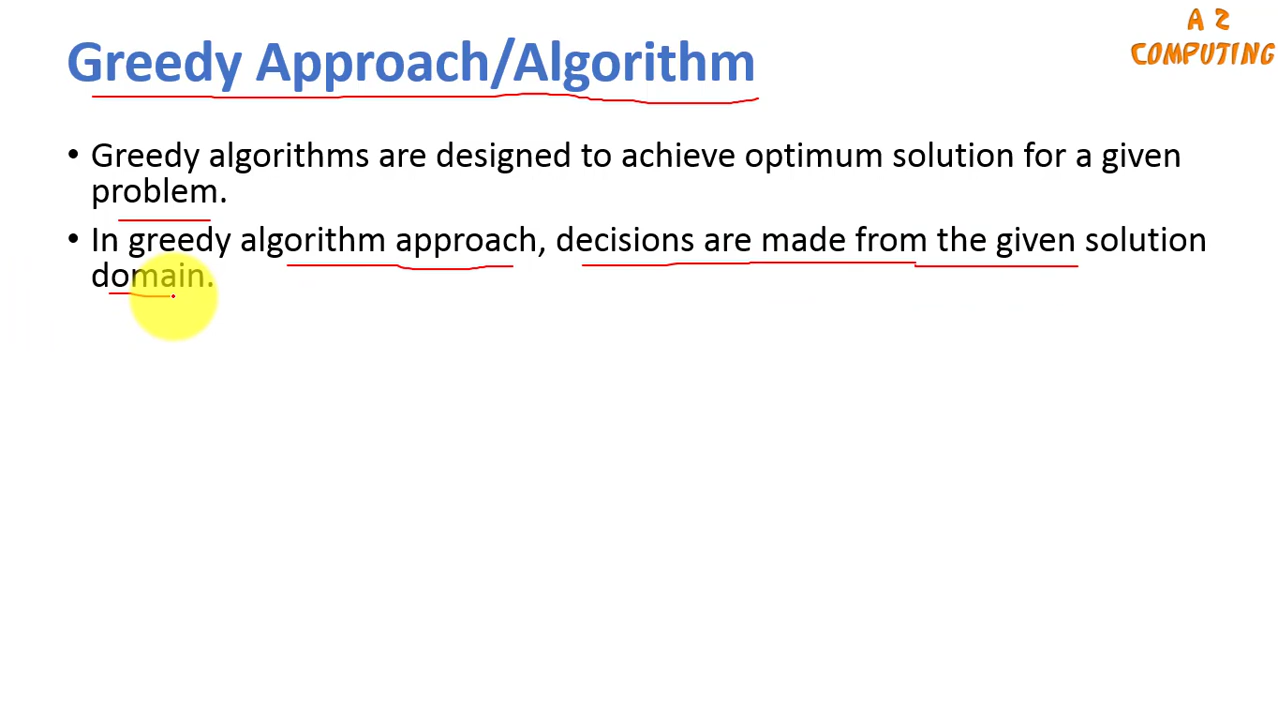 A Z
COMPUTING
Greedy Approach/Algorithm
• Greedy algorithms are designed to achieve optimum solution for a given
problem.
• In greedy algorithm approach, decisions are made from the given solution
domain.